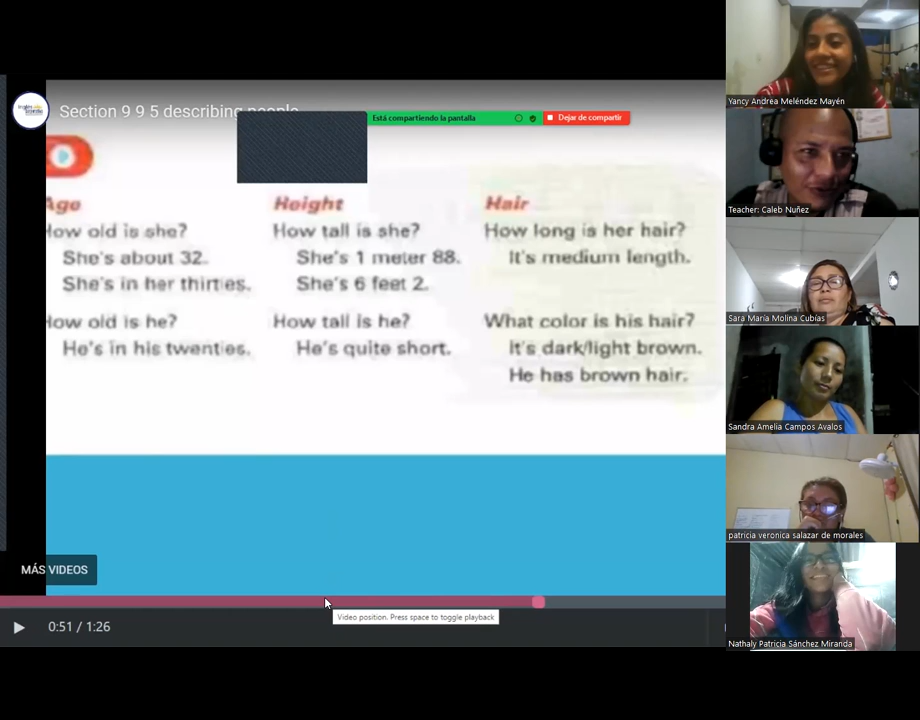 Section 9 9 5 describing people
Está compartiendo la pantalla
Dejar de compartir
Age
How old is she?
She's about 32.
She's in her thirties.
How old is he?
He's in his twenties.
Height
How tall is she?
She's 1 meter 88.
She's 6 feet 2.
How tall is he?
He's quite short.
Hair
How long is her hair?
It's medium length.
What color is his hair?
It's dark/light brown.
He has brown hair.
MÁS VIDEOS
Video position. Press space to toggle playback
0:51 / 1:26
Yancy Andrea Meléndez Mayén
Teacher: Caleb Nuñez
Sara María Molina Cubías
Sandra Amelia Campos Avalos
patricia veronica salazar de morales
Nathaly Patricia Sánchez Miranda